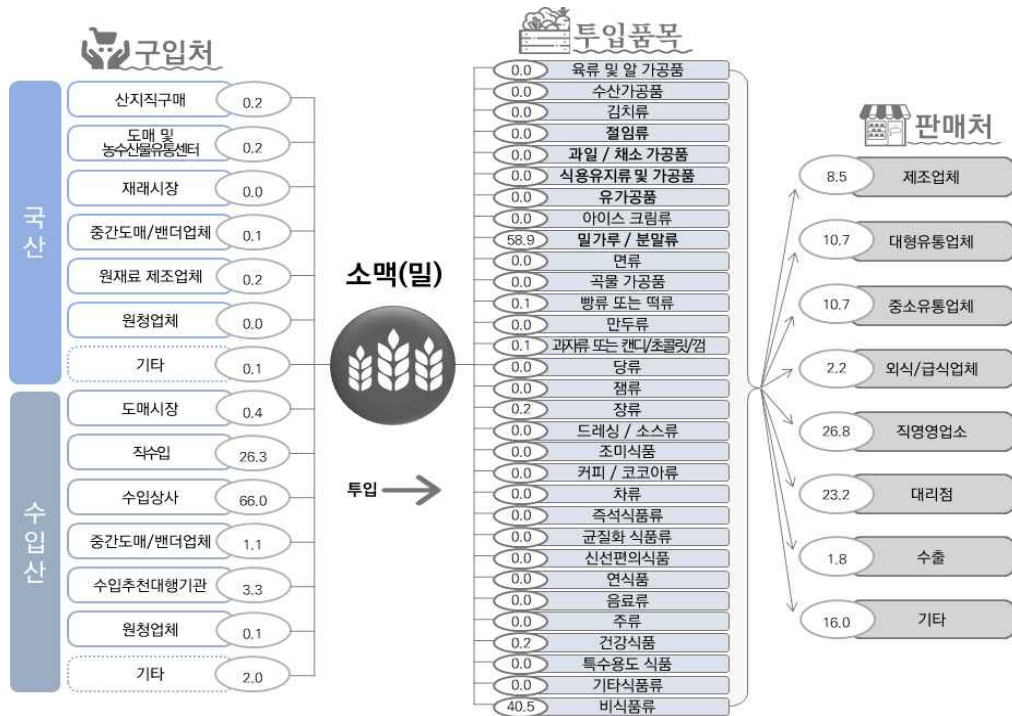 구입처
국산
산지직구매 0.2
도매 및
농수산물유통센터 0.2
재래시장 0.0
중간도매/밴더업체 0.1
원재료 제조업체 0.2
원청업체 0.0
기타 0.1
수입산
도매시장 0.4
직수입 26.3
수입상사 66.0
중간도매/밴더업체 1.1
수입추천대행기관 3.3
원청업체 0.1
기타 2.0
소맥(밀)
투입
투입품목
0.0 육류 및 알 가공품
0.0 수산가공품
0.0 김치류
0.0 절임류
0.0 과일 / 채소 가공품
0.0 식용유지류 및 가공품
0.0 유가공품
0.0 아이스 크림류
58.9 밀가루 / 분말류
0.0 면류
0.0 곡물 가공품
0.1 빵류 또는 떡류
0.0 만두류
0.1 과자류 또는 캔디/초콜릿/껌
0.0 당류
0.0 잼류
0.2 장류
0.0 드레싱 / 소스류
0.0 조미식품
0.0 커피 / 코코아류
0.0 차류
0.0 즉석식품류
0.0 균질화 식품류
0.0 신선편의식품
0.0 연식품
0.0 음료류
0.0 주류
0.2 건강식품
0.0 특수용도 식품
0.0 기타식품류
40.5 비식품류
판매처
8.5 제조업체
10.7 대형유통업체
10.7 중소유통업체
2.2 외식/급식업체
26.8 직영영업소
23.2 대리점
1.8 수출
16.0 기타